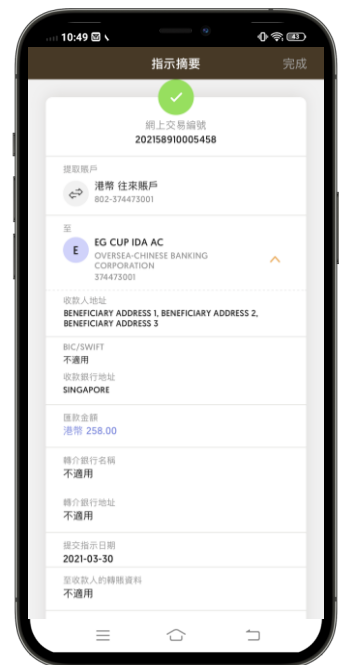 10:49
43
指示摘要
完成
網上交易編號
202158910005458
提取賬戶
港幣 往來賬戶
802-374473001
至
E
EG CUP IDA AC
OVERSEA-CHINESE BANKING
CORPORATION
374473001
收款人地址
BENEFICIARY ADDRESS 1, BENEFICIARY ADDRESS 2,
BENEFICIARY ADDRESS 3
BIC/SWIFT
不適用
收款銀行地址
SINGAPORE
匯款金額
港幣 258.00
轉介銀行名稱
不適用
轉介銀行地址
不適用
提交指示日期
2021-03-30
至收款人的轉賬資料
不適用